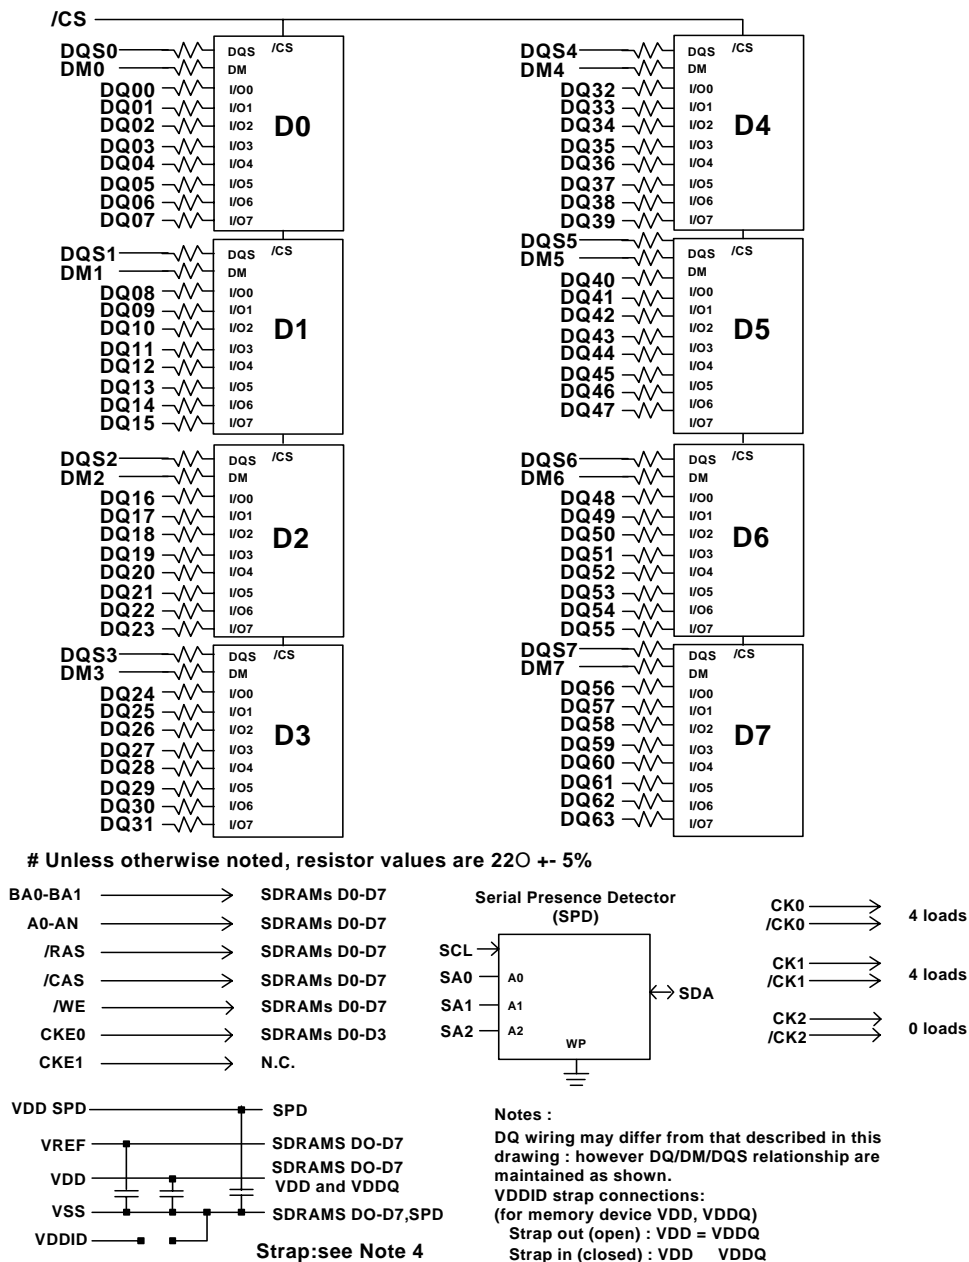 /CS
DQS0 DQS /CS
DM0 DM
DQ00 I/O0
DQ01 I/O1
DQ02 I/O2 D0
DQ03 I/O3
DQ04 I/O4
DQ05 I/O5
DQ06 I/O6
DQ07 I/O7
DQS1 DQS /CS
DM1 DM
DQ08 I/O0
DQ09 I/O1
DQ10 I/O2 D1
DQ11 I/O3
DQ12 I/O4
DQ13 I/O5
DQ14 I/O6
DQ15 I/O7
DQS2 DQS /CS
DM2 DM
DQ16 I/O0
DQ17 I/O1
DQ18 I/O2 D2
DQ19 I/O3
DQ20 I/O4
DQ21 I/O5
DQ22 I/O6
DQ23 I/O7
DQS3 DQS /CS
DM3 DM
DQ24 I/O0
DQ25 I/O1
DQ26 I/O2 D3
DQ27 I/O3
DQ28 I/O4
DQ29 I/O5
DQ30 I/O6
DQ31 I/O7
DQS4 DQS /CS
DM4 DM
DQ32 I/O0
DQ33 I/O1
DQ34 I/O2 D4
DQ35 I/O3
DQ36 I/O4
DQ37 I/O5
DQ38 I/O6
DQ39 I/O7
DQS5 DQS /CS
DM5 DM
DQ40 I/O0
DQ41 I/O1
DQ42 I/O2 D5
DQ43 I/O3
DQ44 I/O4
DQ45 I/O5
DQ46 I/O6
DQ47 I/O7
DQS6 DQS /CS
DM6 DM
DQ48 I/O0
DQ49 I/O1
DQ50 I/O2 D6
DQ51 I/O3
DQ52 I/O4
DQ53 I/O5
DQ54 I/O6
DQ55 I/O7
DQS7 DQS /CS
DM7 DM
DQ56 I/O0
DQ57 I/O1
DQ58 I/O2 D7
DQ59 I/O3
DQ60 I/O4
DQ61 I/O5
DQ62 I/O6
DQ63 I/O7
# Unless otherwise noted, resistor values are 22O +- 5%
BA0-BA1 SDRAMs D0-D7
A0-AN SDRAMs D0-D7
/RAS SDRAMs D0-D7
/CAS SDRAMs D0-D7
/WE SDRAMs D0-D7
CKE0 SDRAMs D0-D3
CKE1 N.C.
Serial Presence Detector
(SPD)
SCL
SA0 A0
SDA
SA1 A1
SA2 A2
WP
CK0
/CK0 4 loads
CK1
/CK1 4 loads
CK2
/CK2 0 loads
VDD SPD SPD
VREF SDRAMS DO-D7
VDD SDRAMS DO-D7
VDD and VDDQ
VSS SDRAMS DO-D7,SPD
VDDID
Strap:see Note 4
Notes :
DQ wiring may differ from that described in this
drawing : however DQ/DM/DQS relationship are
maintained as shown.
VDDID strap connections:
(for memory device VDD, VDDQ)
Strap out (open) : VDD = VDDQ
Strap in (closed) : VDD VDDQ